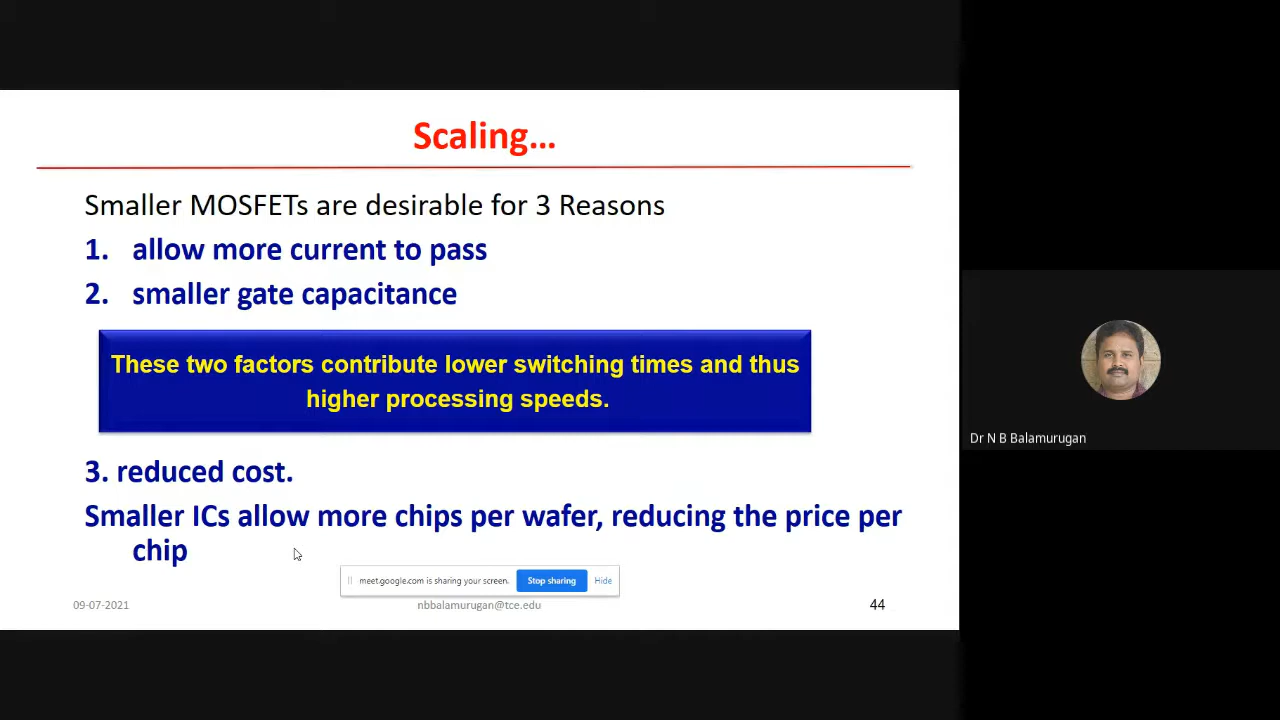 Scaling...
Smaller MOSFETs are desirable for 3 Reasons
1. allow more current to pass
2. smaller gate capacitance
These two factors contribute lower switching times and thus
higher processing speeds.
3. reduced cost.
Smaller ICs allow more chips per wafer, reducing the price per
chip
meet.google.com is sharing your screen.
Stop sharing
Hide
09-07-2021
nbbalamurugan@tce.edu
44
Dr N B Balamurugan